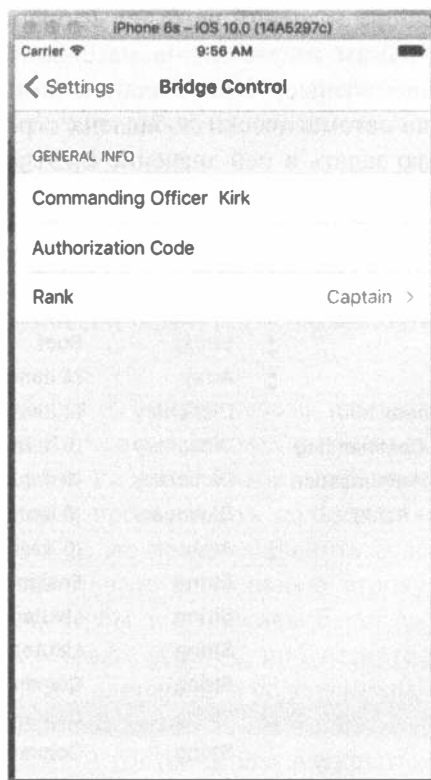 iPhone 6s – iOS 10.0 (14A5297c)
Carrier 9:56 AM
Settings Bridge Control
GENERAL INFO
Commanding Officer Kirk
Authorization Code
Rank Captain >